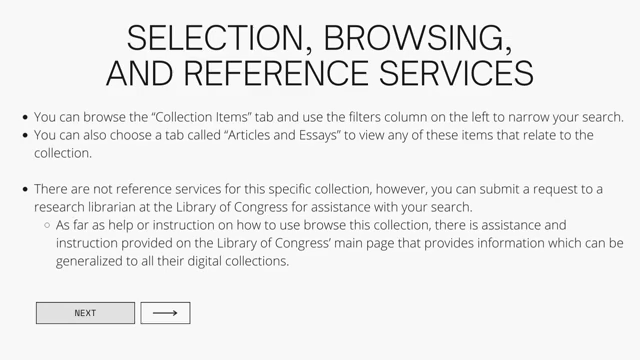 SELECTION, BROWSING,
AND REFERENCE SERVICES
• You can browse the “Collection Items” tab and use the filters column on the left to narrow your search.
• You can also choose a tab called “Articles and Essays” to view any of these items that relate to the
collection.
• There are not reference services for this specific collection, however, you can submit a request to a
research librarian at the Library of Congress for assistance with your search.
○ As far as help or instruction on how to use browse this collection, there is assistance and
instruction provided on the Library of Congress’ main page that provides information which can be
generalized to all their digital collections.
NEXT →